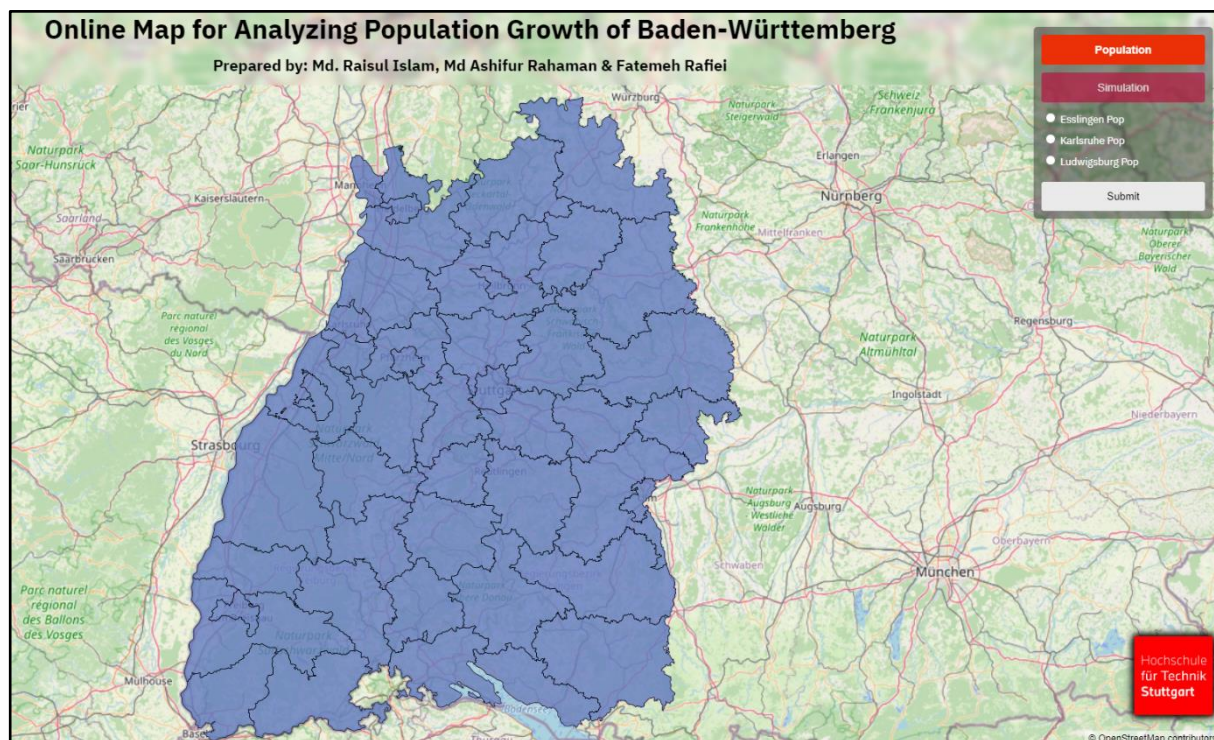 Online Map for Analyzing Population Growth of Baden-Württemberg
Prepared by: Md. Raisul Islam, Md Ashifur Rahaman & Fatemeh Rafiei
Population
Simulation
Esslingen Pop
Karlsruhe Pop
Ludwigsburg Pop
Submit
Würzburg
Naturpark
Steigerwald
Schweiz
Frankenjura
Naturpark
Saar-Hunsrück
Erlangen
Kaiserslautern
Nürnberg
Saarland
Naturpark
Frankenhöhe
Mittelfranken
Saarbrücken
Naturpark
Oberer
Bayerischer
Wald
Parc naturel
régional
des Vosges
du Nord
Regensburg
Naturpark
Altmühltal
Ingolstadt
Niederbayern
Strasbourg
Naturpark
Augsburg
Westliche
Wälder
Augsburg
Oberbayern
Schwaben
München
Parc naturel
régional
des Ballons
des Vosges
Mulhouse
Basel
Bodensee
Hochschule
für Technik
Stuttgart
© OpenStreetMap contributors